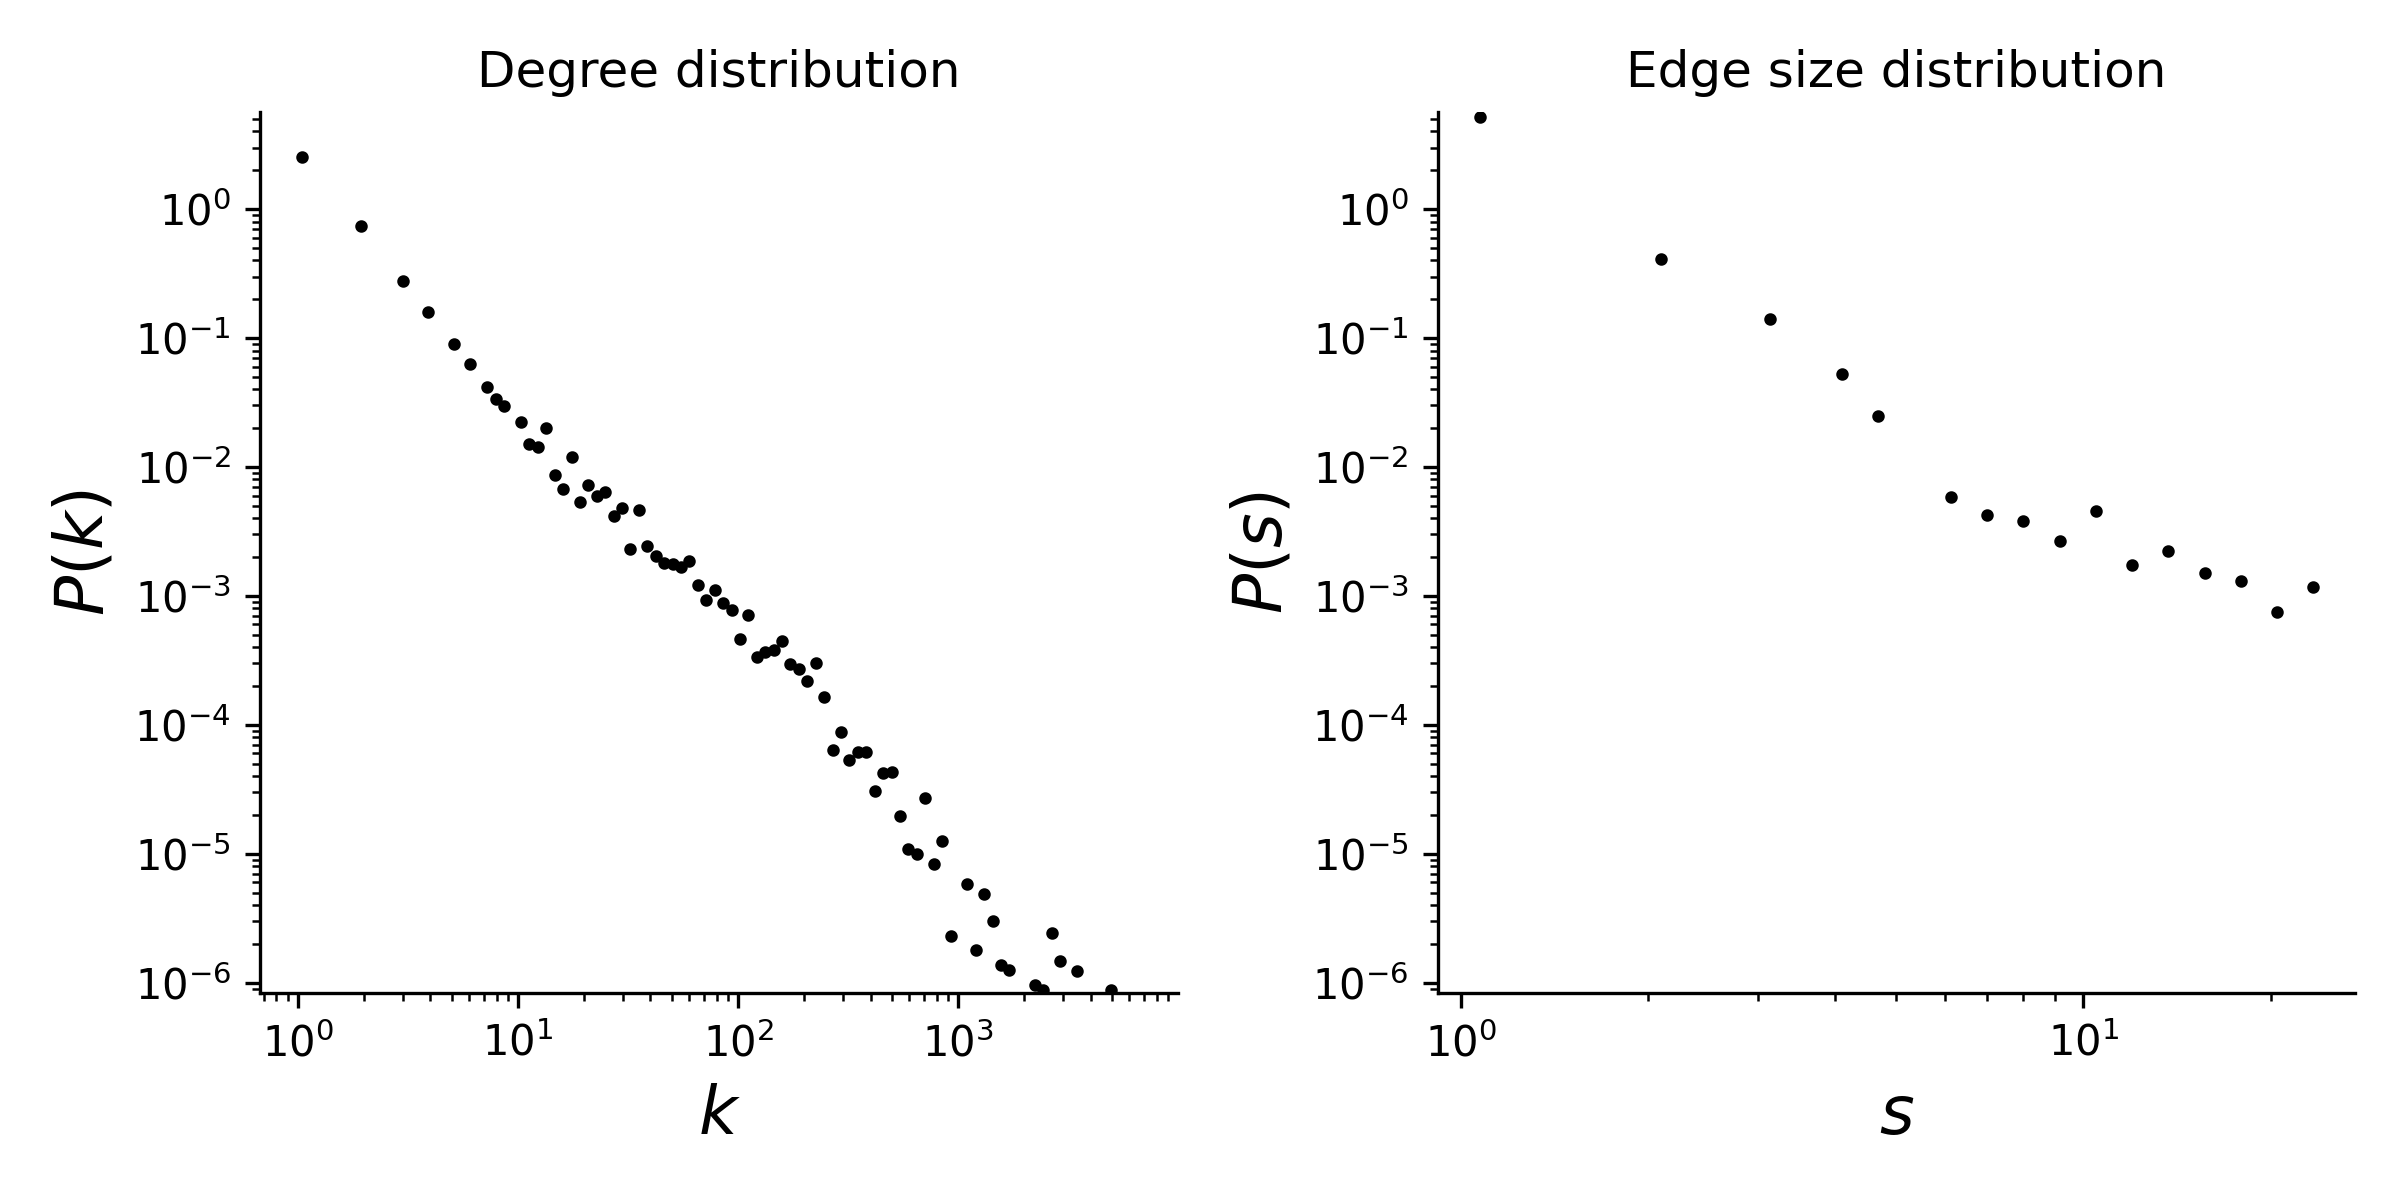 Degree distribution
10⁰
10⁻¹
10⁻²
10⁻³
10⁻⁴
10⁻⁵
10⁻⁶
P(k)
10⁰ 10¹ 10² 10³
k
Edge size distribution
10⁰
10⁻¹
10⁻²
10⁻³
10⁻⁴
10⁻⁵
10⁻⁶
P(s)
10⁰ 10¹
s